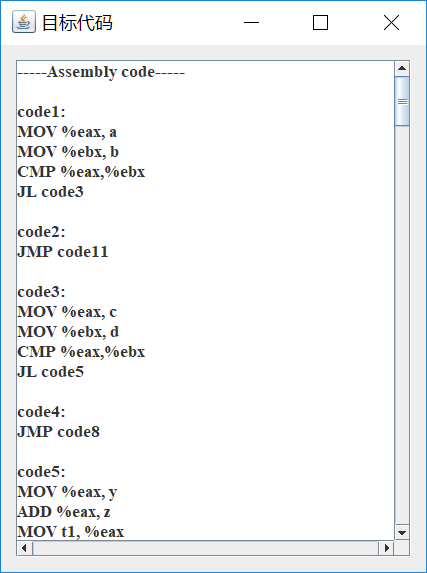 目标代码
-----Assembly code-----
code1:
MOV %eax, a
MOV %ebx, b
CMP %eax,%ebx
JL code3
code2:
JMP code11
code3:
MOV %eax, c
MOV %ebx, d
CMP %eax,%ebx
JL code5
code4:
JMP code8
code5:
MOV %eax, y
ADD %eax, z
MOV t1, %eax